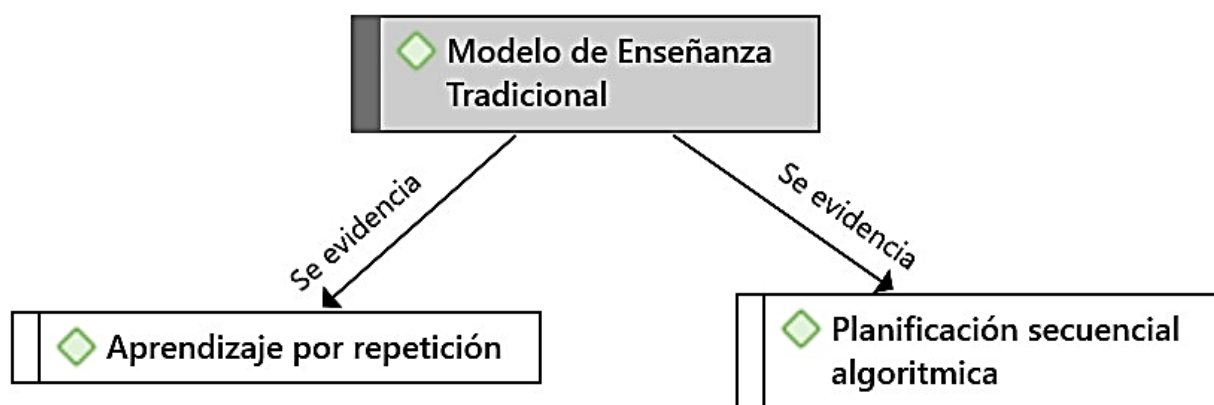 Modelo de Enseñanza
Tradicional
Se evidencia
Se evidencia
Aprendizaje por repetición
Planificación secuencial
algoritmica